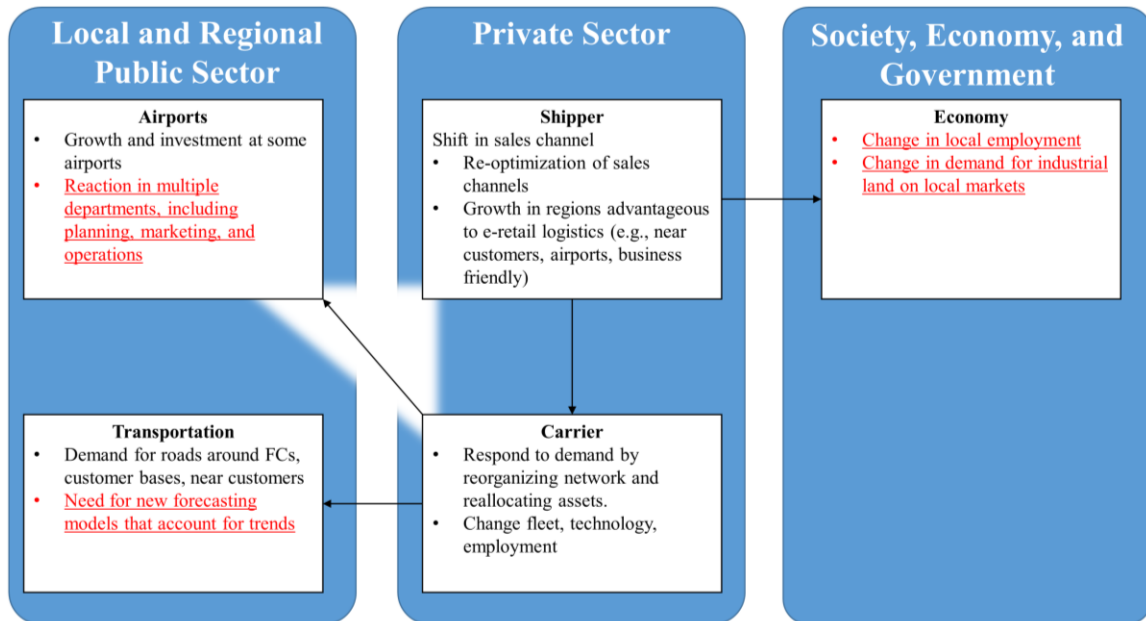 Local and Regional
Public Sector
Airports
• Growth and investment at some
airports
• Reaction in multiple
departments, including
planning, marketing, and
operations
Transportation
• Demand for roads around FCs,
customer bases, near customers
• Need for new forecasting
models that account for trends
Private Sector
Shipper
Shift in sales channel
• Re-optimization of sales
channels
• Growth in regions advantageous
to e-retail logistics (e.g., near
customers, airports, business
friendly)
Carrier
• Respond to demand by
reorganizing network and
reallocating assets.
• Change fleet, technology,
employment
Society, Economy, and
Government
Economy
• Change in local employment
• Change in demand for industrial
land on local markets